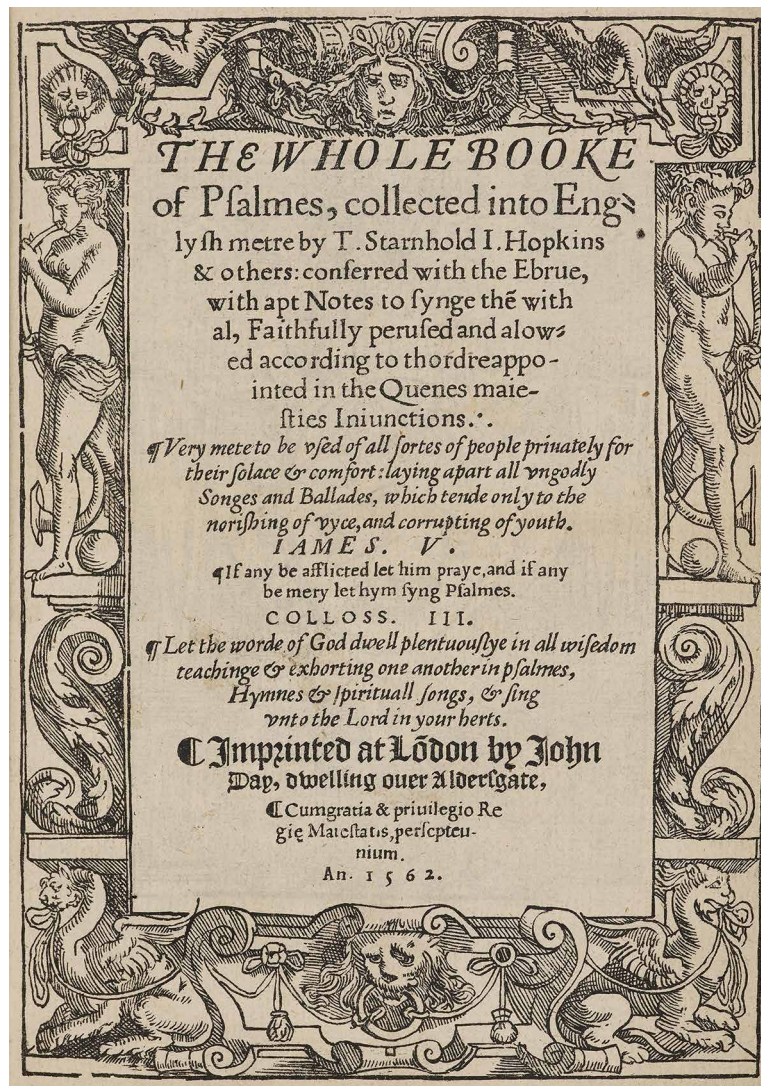 THE WHOLE BOOKE
of Pſalmes, collected into Eng⸗
lyſh metre by T. Starnhold I. Hopkins
& others: conferred with the Ebrue,
with apt Notes to ſynge thē with
al, Faithfully peruſed and alow⸗
ed according to thordre appo-
inted in the Quenes maie-
ſties Iniunctions.·.
¶Very mete to be vſed of all ſortes of people priuately for
their ſolace & comfort: laying apart all vngodly
Songes and Ballades, which tende only to the
noriſhing of vyce, and corrupting of youth.
IAMES. V.
¶If any be afflicted let him praye, and if any
be mery let hym ſyng Pſalmes.
COLLOSS. III.
¶Let the worde of God dwell plentuouſlye in all wiſedom
teachinge & exhorting one another in pſalmes,
Hymnes & ſpirituall ſongs, & ſing
vnto the Lord in your herts.
¶Imprinted at Lōdon by John
Day, dwelling ouer Alderſgate,
¶Cum gratia & priuilegio Re
gię Maieſtatis, per ſepten-
nium.
An. 1562.